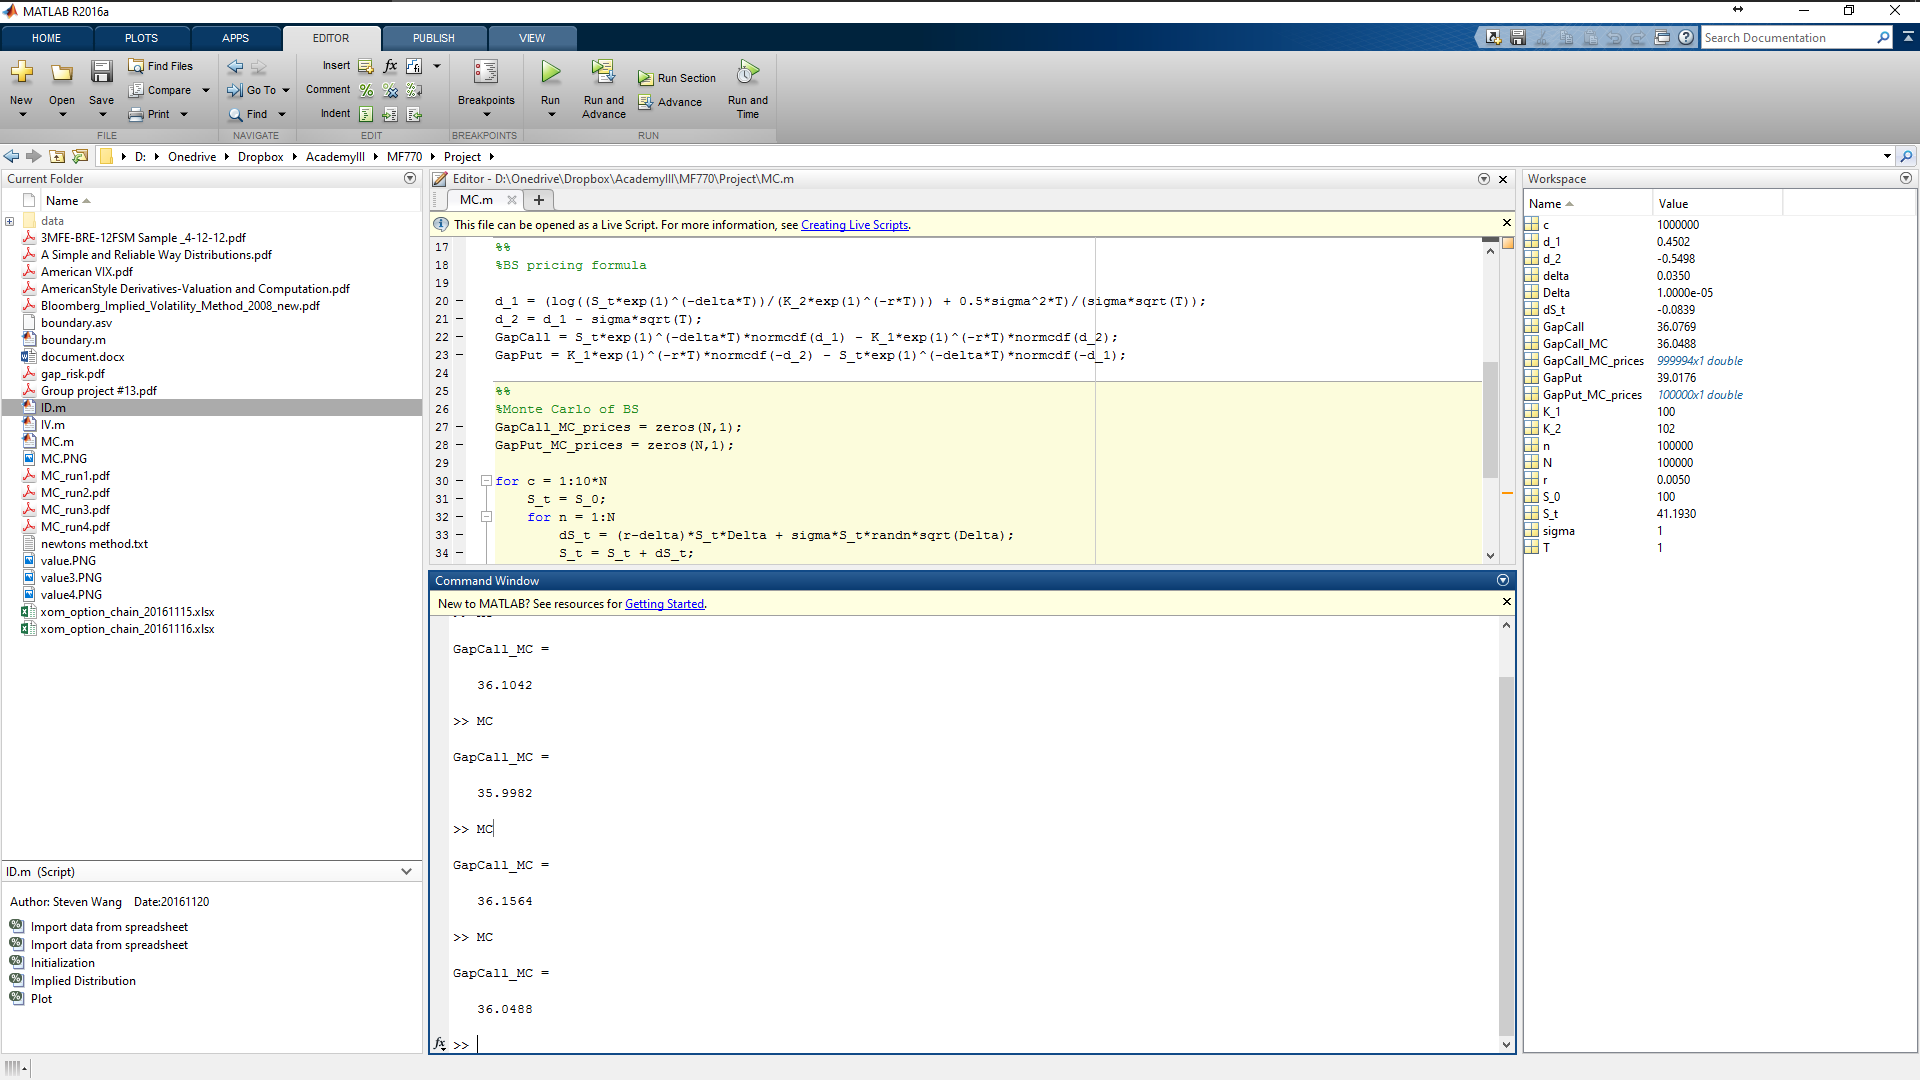 MATLAB R2016a
HOME
PLOTS
APPS
EDITOR
PUBLISH
VIEW
Search Documentation
New
Open
Save
Find Files
Compare
Print
Go To
Find
Insert
fx
Comment
Indent
Breakpoints
Run
Run and
Advance
Run Section
Advance
Run and
Time
FILE
NAVIGATE
EDIT
BREAKPOINTS
RUN
D:
Onedrive
Dropbox
AcademyIII
MF770
Project
Current Folder
Name
data
3MFE-BRE-12FSM Sample _4-12-12.pdf
A Simple and Reliable Way Distributions.pdf
American VIX.pdf
AmericanStyle Derivatives-Valuation and Computation.pdf
Bloomberg_Implied_Volatility_Method_2008_new.pdf
boundary.asv
boundary.m
document.docx
gap_risk.pdf
Group project #13.pdf
ID.m
IV.m
MC.m
MC.PNG
MC_run1.pdf
MC_run2.pdf
MC_run3.pdf
MC_run4.pdf
newtons method.txt
value.PNG
value3.PNG
value4.PNG
xom_option_chain_20161115.xlsx
xom_option_chain_20161116.xlsx
ID.m (Script)
Author: Steven Wang Date:20161120
Import data from spreadsheet
Import data from spreadsheet
Initialization
Implied Distribution
Plot
Editor - D:\Onedrive\Dropbox\AcademyIII\MF770\Project\MC.m
MC.m
This file can be opened as a Live Script. For more information, see Creating Live Scripts.
17 %%
18 %BS pricing formula
19
20 d_1 = (log((S_t*exp(1)^(-delta*T))/(K_2*exp(1)^(-r*T))) + 0.5*sigma^2*T)/(sigma*sqrt(T));
21 d_2 = d_1 - sigma*sqrt(T);
22 GapCall = S_t*exp(1)^(-delta*T)*normcdf(d_1) - K_1*exp(1)^(-r*T)*normcdf(d_2);
23 GapPut = K_1*exp(1)^(-r*T)*normcdf(-d_2) - S_t*exp(1)^(-delta*T)*normcdf(-d_1);
24
25 %%
26 %Monte Carlo of BS
27 GapCall_MC_prices = zeros(N,1);
28 GapPut_MC_prices = zeros(N,1);
29
30 for c = 1:10*N
31 S_t = S_0;
32 for n = 1:N
33 dS_t = (r-delta)*S_t*Delta + sigma*S_t*randn*sqrt(Delta);
34 S_t = S_t + dS_t;
Command Window
New to MATLAB? See resources for Getting Started.
GapCall_MC =
36.1042
>> MC
GapCall_MC =
35.9982
>> MC
GapCall_MC =
36.1564
>> MC
GapCall_MC =
36.0488
fx >>
Workspace
Name Value
c 1000000
d_1 0.4502
d_2 -0.5498
delta 0.0350
Delta 1.0000e-05
dS_t -0.0839
GapCall 36.0769
GapCall_MC 36.0488
GapCall_MC_prices 999994x1 double
GapPut 39.0176
GapPut_MC_prices 100000x1 double
K_1 100
K_2 102
n 100000
N 100000
r 0.0050
S_0 100
S_t 41.1930
sigma 1
T 1